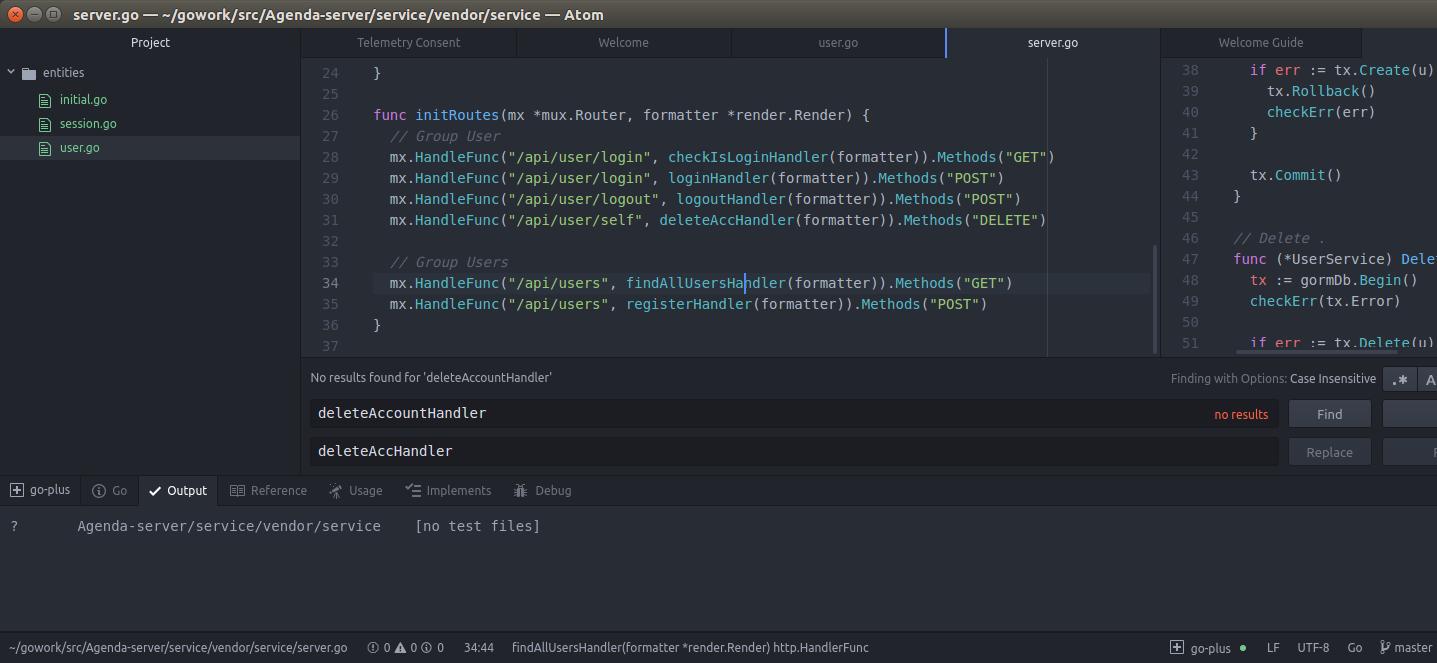 server.go — ~/gowork/src/Agenda-server/service/vendor/service — Atom
Project
entities
initial.go
session.go
user.go
Telemetry Consent
Welcome
user.go
server.go
Welcome Guide
24 }
25
26 func initRoutes(mx *mux.Router, formatter *render.Render) {
27 // Group User
28 mx.HandleFunc("/api/user/login", checkIsLoginHandler(formatter)).Methods("GET")
29 mx.HandleFunc("/api/user/login", loginHandler(formatter)).Methods("POST")
30 mx.HandleFunc("/api/user/logout", logoutHandler(formatter)).Methods("POST")
31 mx.HandleFunc("/api/user/self", deleteAccHandler(formatter)).Methods("DELETE")
32
33 // Group Users
34 mx.HandleFunc("/api/users", findAllUsersHandler(formatter)).Methods("GET")
35 mx.HandleFunc("/api/users", registerHandler(formatter)).Methods("POST")
36 }
37
38 if err := tx.Create(u)
39 tx.Rollback()
40 checkErr(err)
41 }
42
43 tx.Commit()
44 }
45
46 // Delete .
47 func (*UserService) Dele
48 tx := gormDb.Begin()
49 checkErr(tx.Error)
50
51 if err := tx.Delete(u)
No results found for 'deleteAccountHandler'
Finding with Options: Case Insensitive
.*
A
deleteAccountHandler
no results
Find
deleteAccHandler
Replace
go-plus
Go
Output
Reference
Usage
Implements
Debug
? Agenda-server/service/vendor/service [no test files]
~/gowork/src/Agenda-server/service/vendor/service/server.go 0 0 0 34:44 findAllUsersHandler(formatter *render.Render) http.HandlerFunc go-plus LF UTF-8 Go master